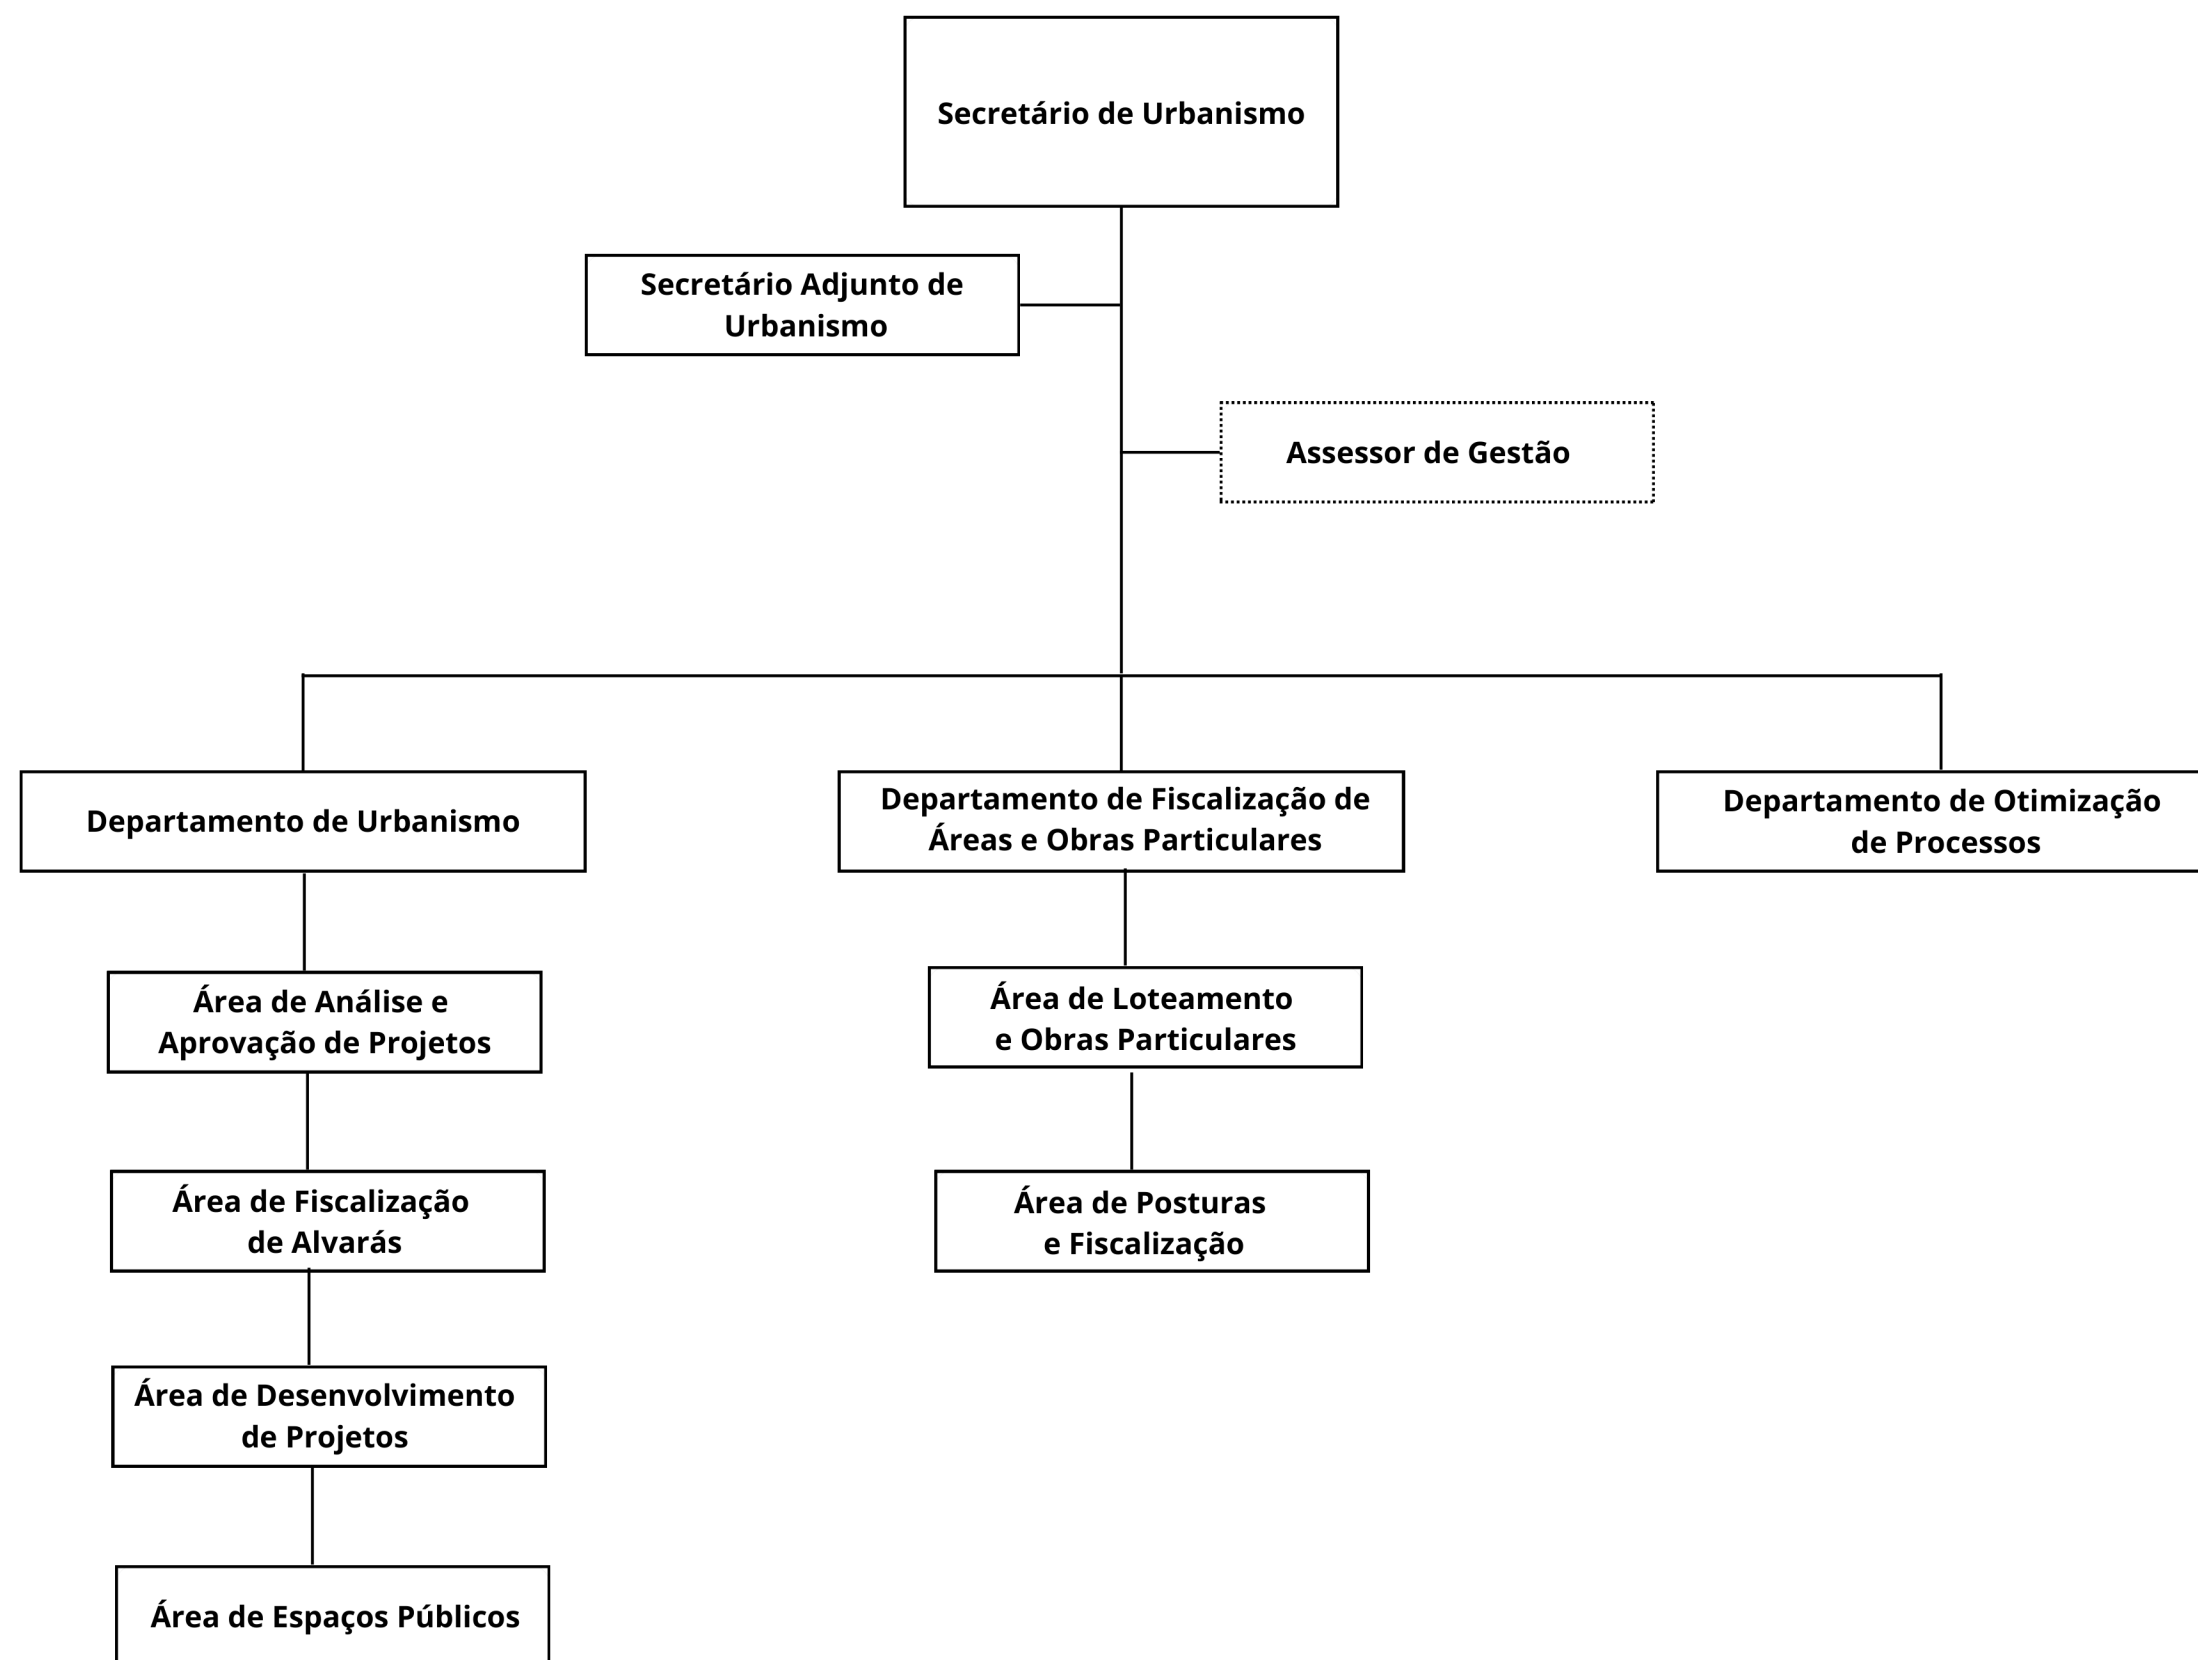 Secretário de Urbanismo
Secretário Adjunto de
Urbanismo
Assessor de Gestão
Departamento de Urbanismo
Departamento de Fiscalização de
Áreas e Obras Particulares
Departamento de Otimização
de Processos
Área de Análise e
Aprovação de Projetos
Área de Loteamento
e Obras Particulares
Área de Fiscalização
de Alvarás
Área de Posturas
e Fiscalização
Área de Desenvolvimento
de Projetos
Área de Espaços Públicos